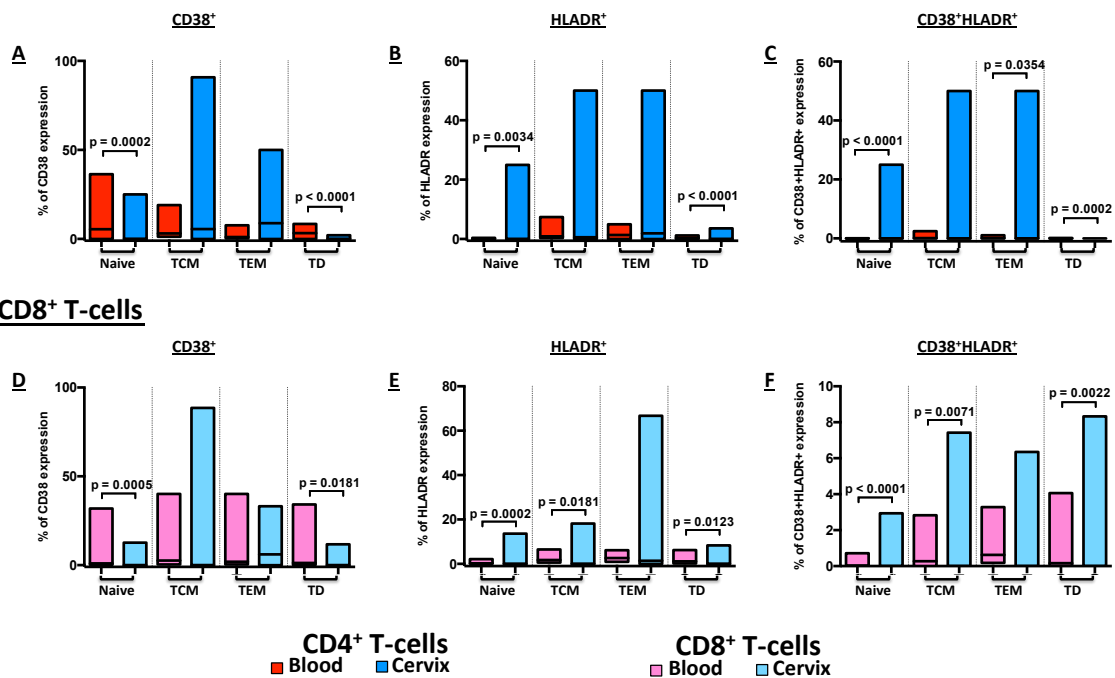 CD38⁺ HLADR⁺ CD38⁺HLADR⁺
A B C
% of CD38 expression
100
50
0
p = 0.0002
p < 0.0001
Naive TCM TEM TD
% of HLADR expression
60
40
20
0
p = 0.0034
p <0.0001
Naive TCM TEM TD
% of CD38+HLADR+ expression
60
40
20
0
p < 0.0001
p = 0.0354
p = 0.0002
Naive TCM TEM TD
CD8⁺ T-cells
CD38⁺ HLADR⁺ CD38⁺HLADR⁺
D E F
% of CD38 expression
100
50
0
p = 0.0005
p = 0.0181
Naive TCM TEM TD
% of HLADR expression
80
60
40
20
0
p = 0.0002
p = 0.0181
p = 0.0123
Naive TCM TEM TD
% of CD38+HLADR+ expression
10
8
6
4
2
0
p < 0.0001
p = 0.0071
p = 0.0022
Naive TCM TEM TD
CD4⁺ T-cells CD8⁺ T-cells
Blood Cervix Blood Cervix